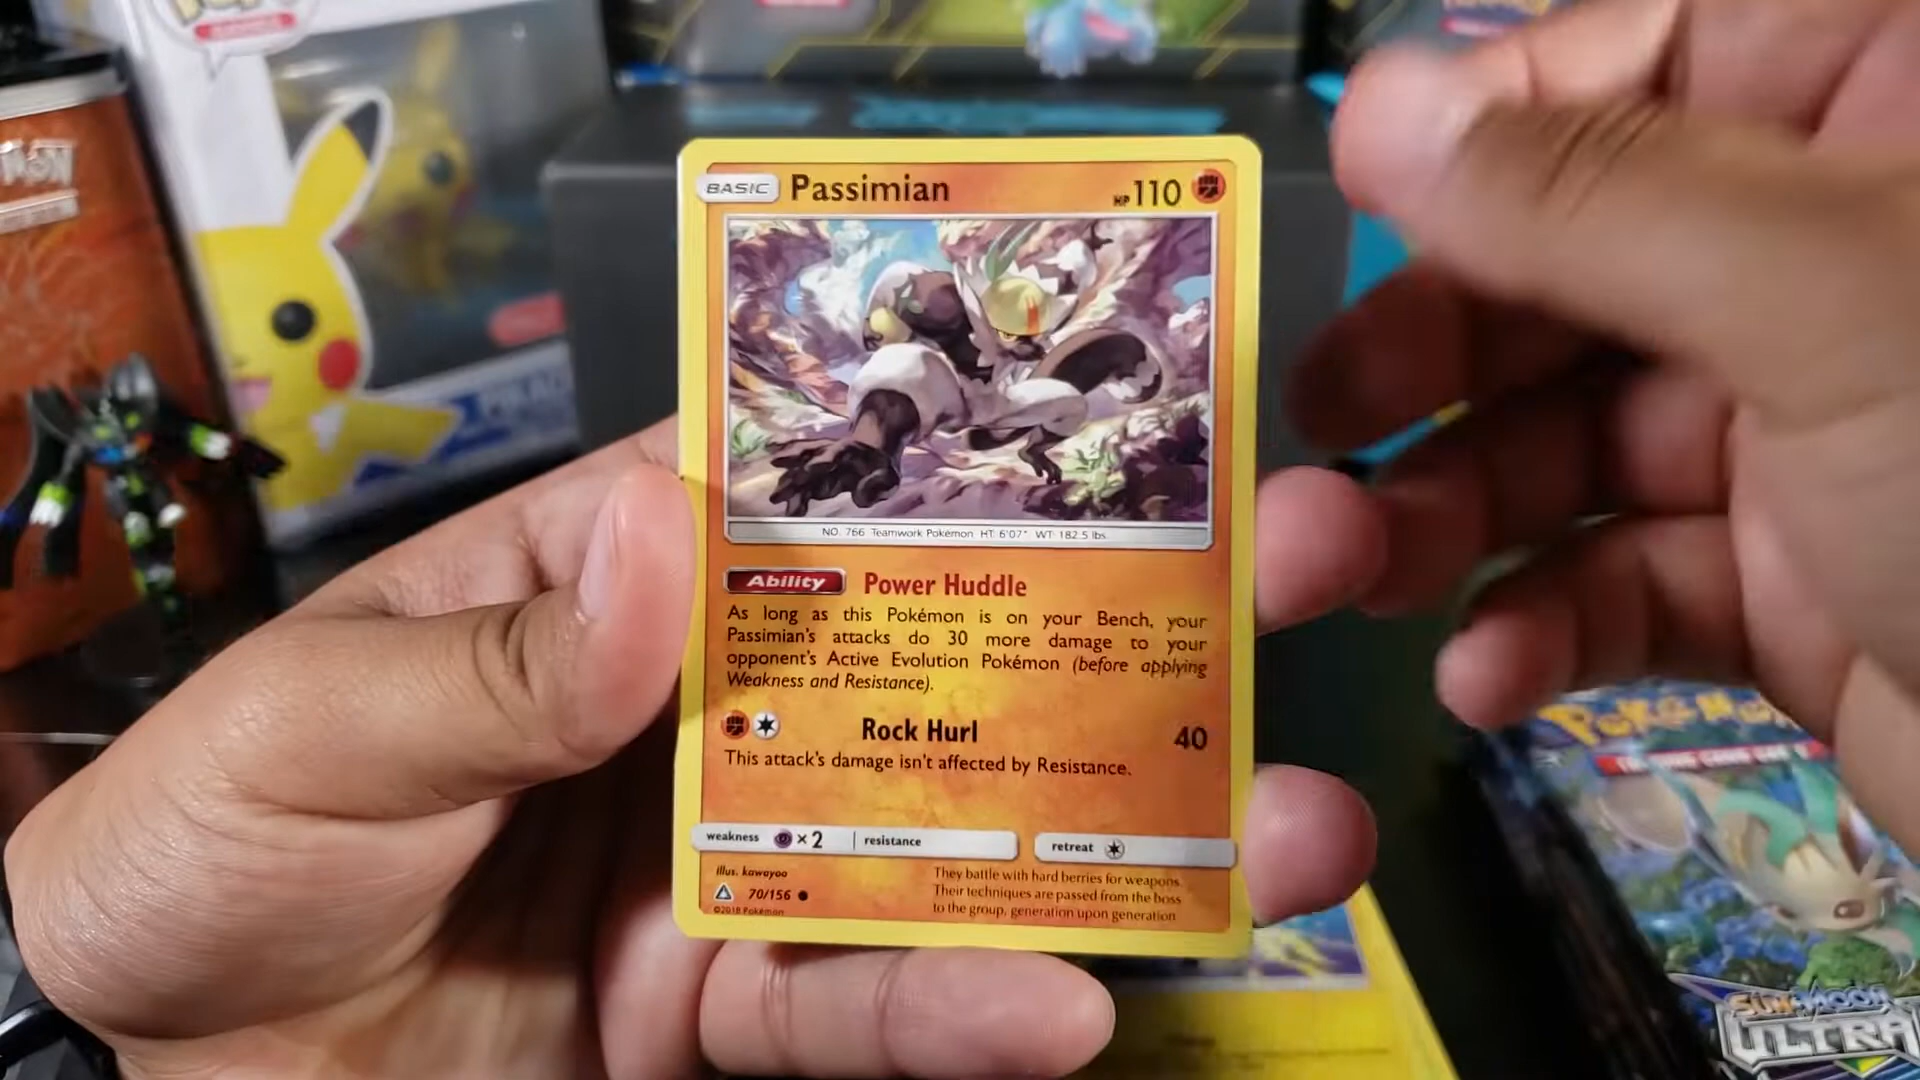 BASIC Passimian HP 110
NO. 766 Teamwork Pokémon HT: 6'07" WT: 182.5 lbs.
Ability Power Huddle
As long as this Pokémon is on your Bench, your
Passimian's attacks do 30 more damage to your
opponent's Active Evolution Pokémon (before applying
Weakness and Resistance).
Rock Hurl 40
This attack's damage isn't affected by Resistance.
weakness ×2 resistance retreat
illus. kawayoo
70/156
©2018 Pokémon
They battle with hard berries for weapons.
Their techniques are passed from the boss
to the group, generation upon generation
POKéMON
SUN & MOON
ULTRA